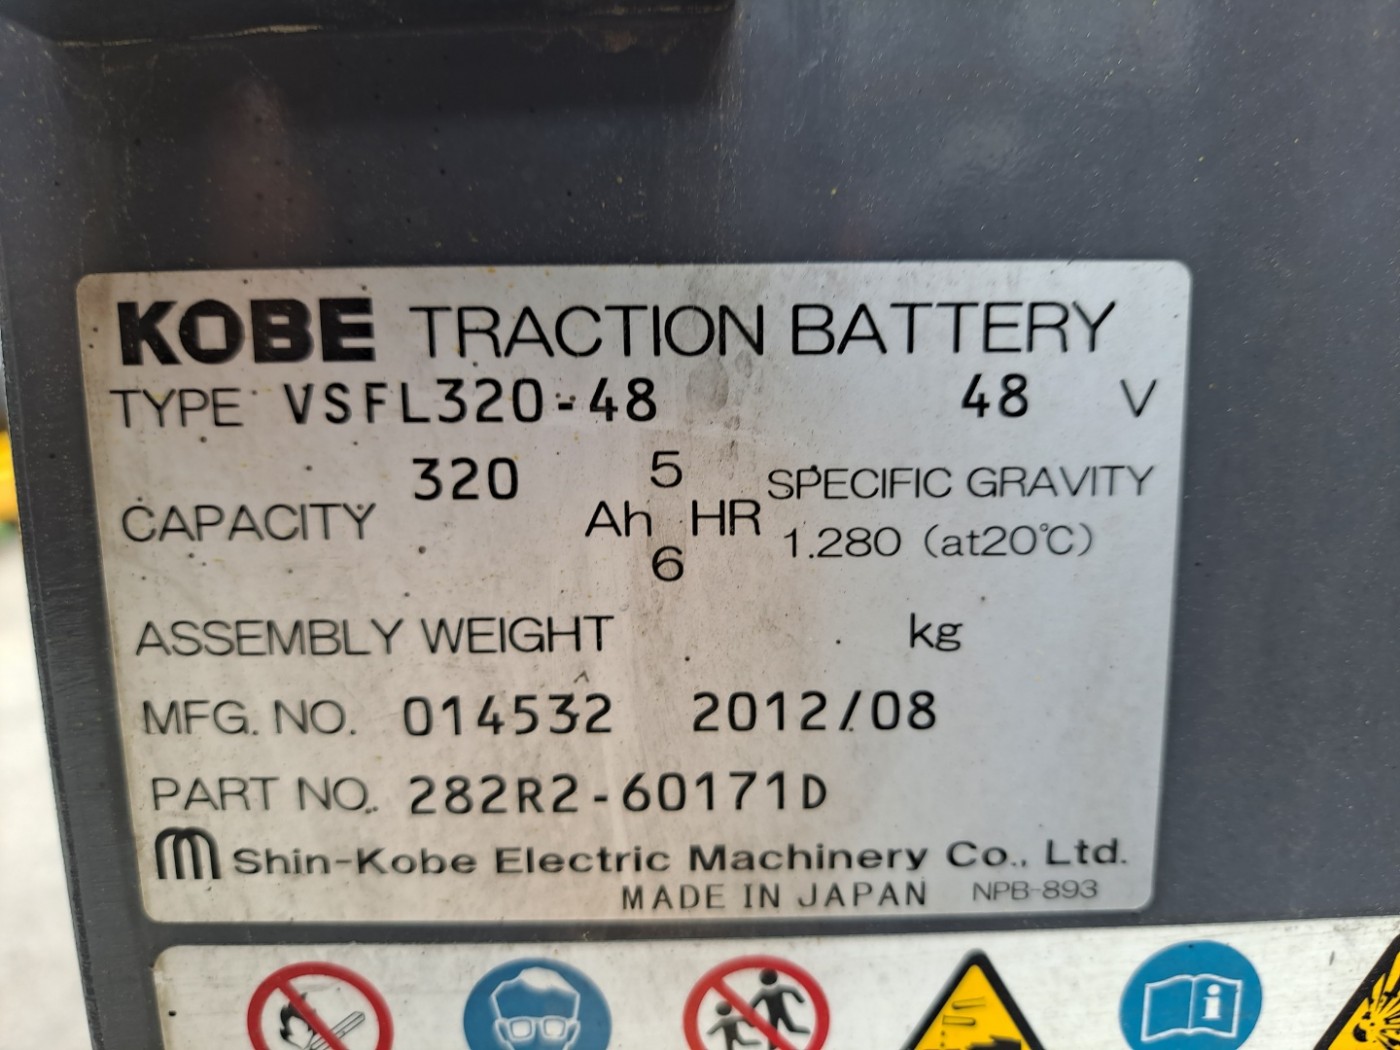 KOBE TRACTION BATTERY
TYPE VSFL320-48 48 V
CAPACITY 320 Ah 5 HR 6
SPECIFIC GRAVITY
1.280 (at20℃)
ASSEMBLY WEIGHT kg
MFG. NO. 014532 2012/08
PART NO. 282R2-60171D
m Shin-Kobe Electric Machinery Co., Ltd.
MADE IN JAPAN NPB-893
i